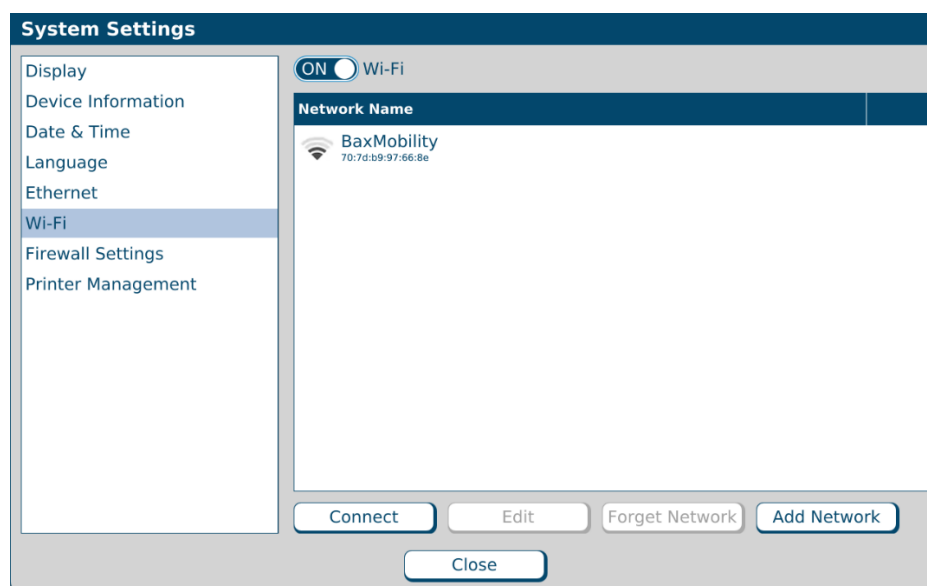 System Settings
Display
Device Information
Date & Time
Language
Ethernet
Wi-Fi
Firewall Settings
Printer Management
ON Wi-Fi
Network Name
BaxMobility
70:7d:b9:97:66:8e
Connect Edit Forget Network Add Network
Close